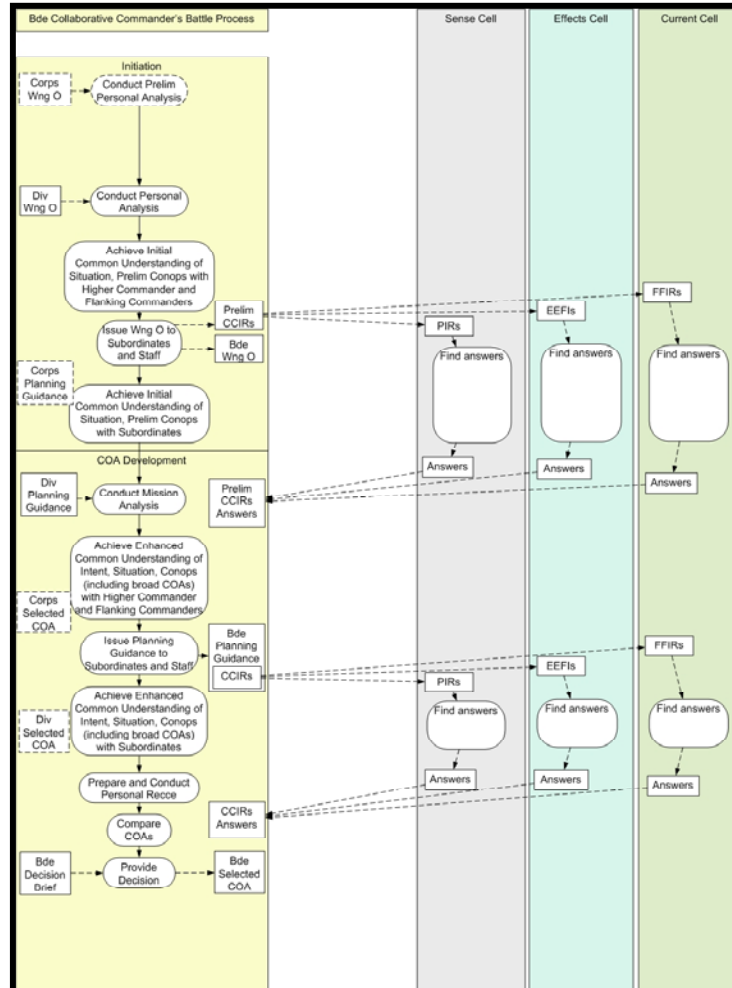 Bde Collaborative Commander's Battle Process
Sense Cell
Effects Cell
Current Cell
Initiation
Corps
Wng O
Conduct Prelim
Personal Analysis
Div
Wng O
Conduct Personal
Analysis
Achieve Initial
Common Understanding of
Situation, Prelim Conops with
Higher Commander and
Flanking Commanders
Prelim
CCIRs
PIRs
EEFIs
FFIRs
Issue Wng O to
Subordinates
and Staff
Bde
Wng O
Find answers
Find answers
Find answers
Corps
Planning
Guidance
Achieve Initial
Common Understanding of
Situation, Prelim Conops
with Subordinates
COA Development
Answers
Answers
Answers
Div
Planning
Guidance
Conduct Mission
Analysis
Prelim
CCIRs
Answers
Achieve Enhanced
Common Understanding of
Intent, Situation, Conops
(including broad COAs)
with Higher Commander
and Flanking Commanders
Corps
Selected
COA
Issue Planning
Guidance to
Subordinates and Staff
Bde
Planning
Guidance
CCIRs
PIRs
EEFIs
FFIRs
Achieve Enhanced
Common Understanding of
Intent, Situation, Conops
(including broad COAs)
with Subordinates
Div
Selected
COA
Find answers
Find answers
Find answers
Prepare and Conduct
Personal Recce
Answers
Answers
Answers
CCIRs
Answers
Compare
COAs
Bde
Decision
Brief
Provide
Decision
Bde
Selected
COA